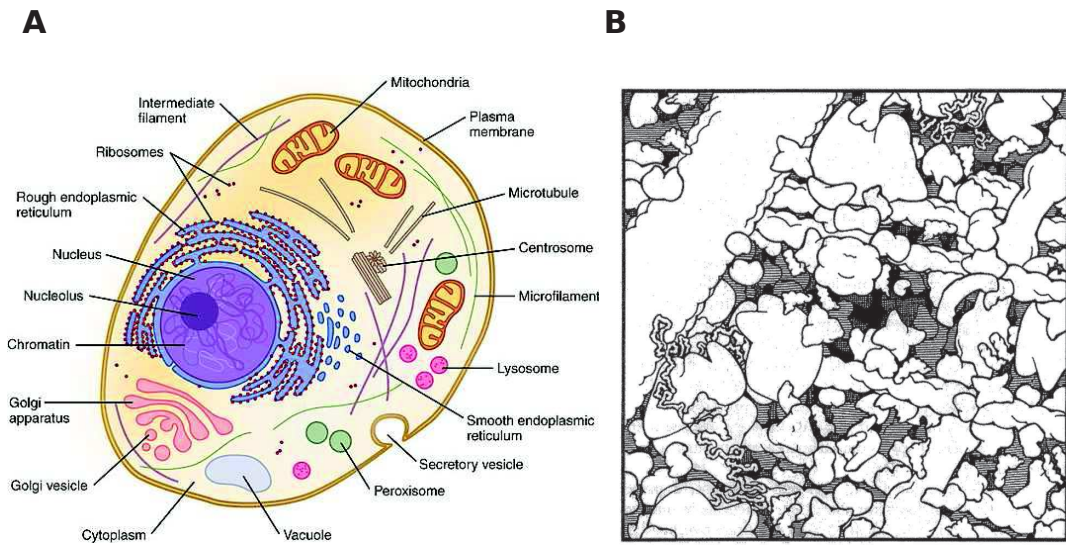 A
B
Mitochondria
Intermediate
filament
Plasma
membrane
Ribosomes
Rough endoplasmic
reticulum
Microtubule
Nucleus
Centrosome
Nucleolus
Microfilament
Chromatin
Lysosome
Golgi
apparatus
Smooth endoplasmic
reticulum
Secretory vesicle
Golgi vesicle
Peroxisome
Cytoplasm
Vacuole